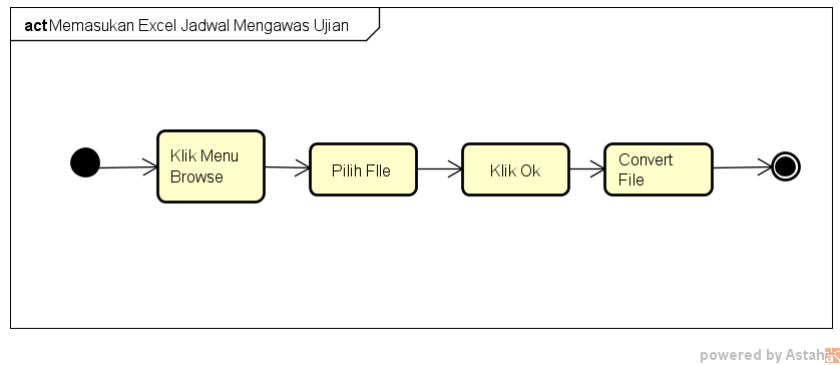 act Memasukan Excel Jadwal Mengawas Ujian
Klik Menu
Browse
Pilih FIle
Klik Ok
Convert
File
powered by Astah